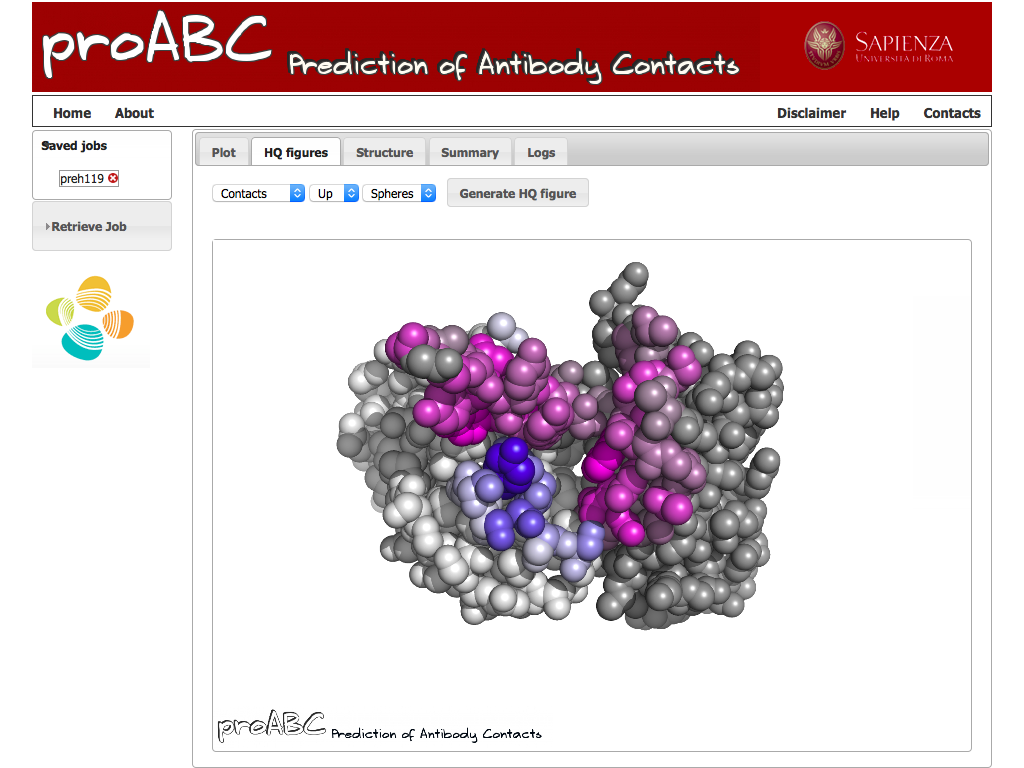 proABC Prediction of Antibody Contacts
SAPIENZA
UNIVERSITÀ DI ROMA
Home About Disclaimer Help Contacts
Saved jobs
preh119
Retrieve Job
Plot HQ figures Structure Summary Logs
Contacts Up Spheres Generate HQ figure
proABC Prediction of Antibody Contacts